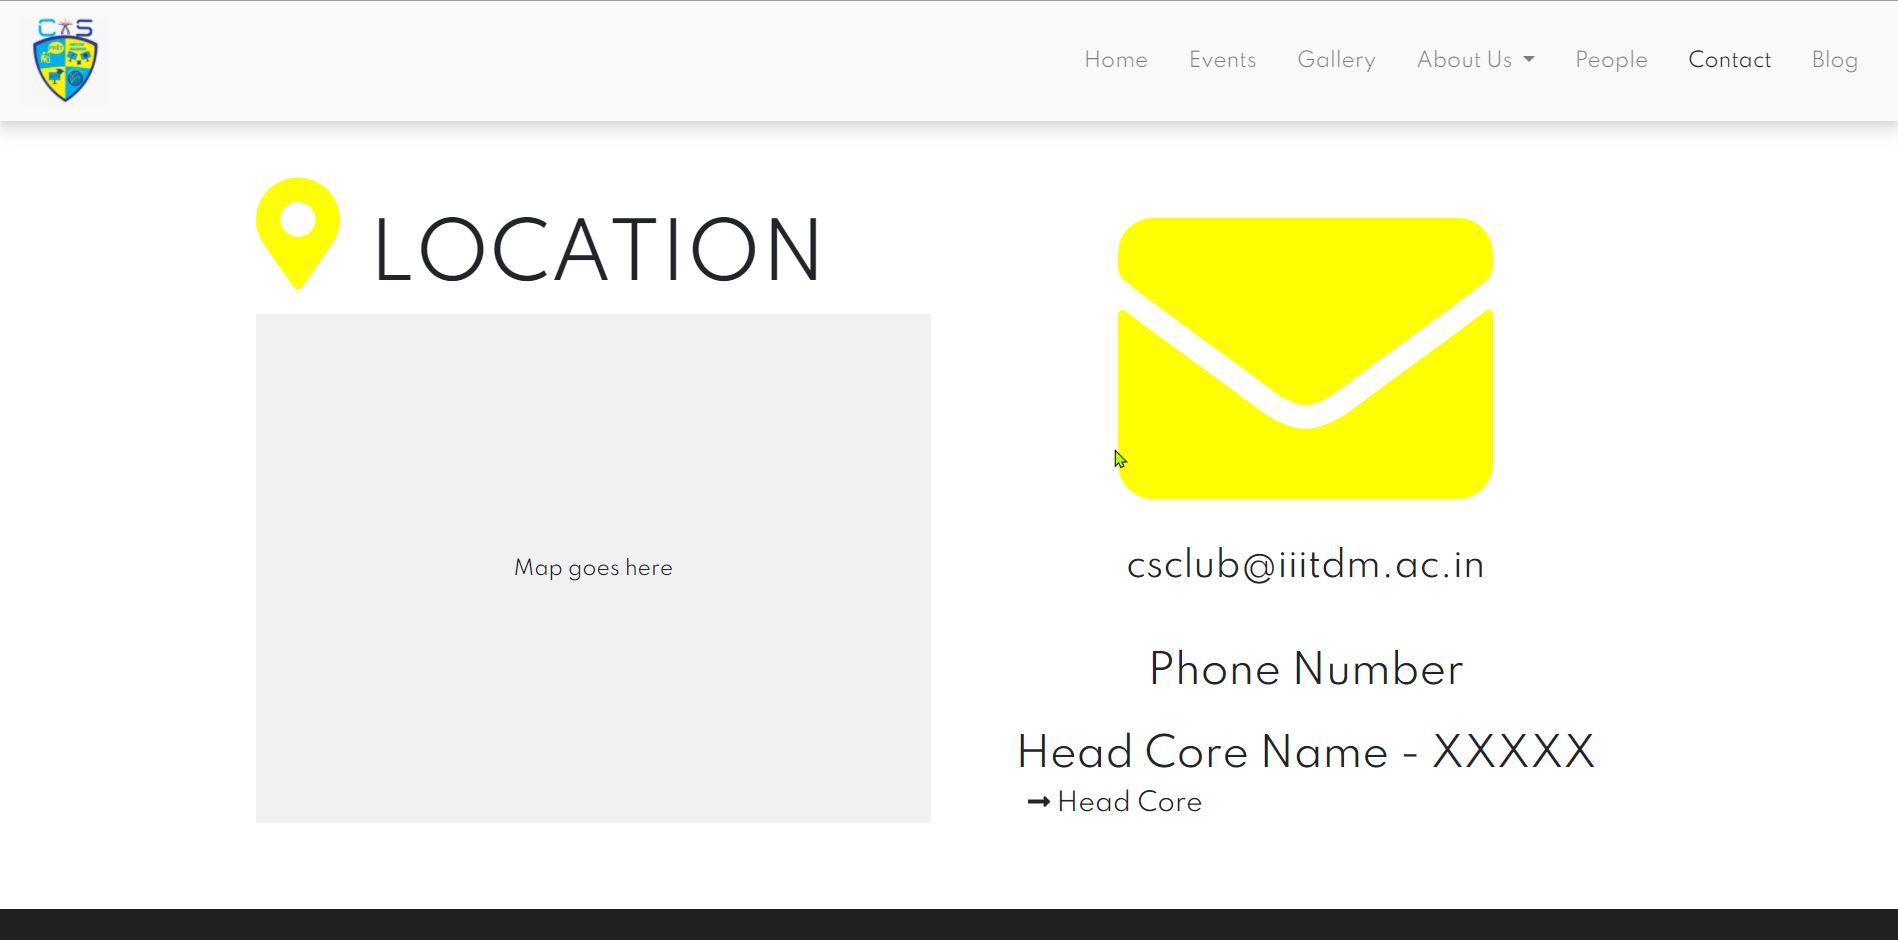 CS
Home Events Gallery About Us People Contact Blog
LOCATION
Map goes here
csclub@iiitdm.ac.in
Phone Number
Head Core Name - XXXXX
Head Core